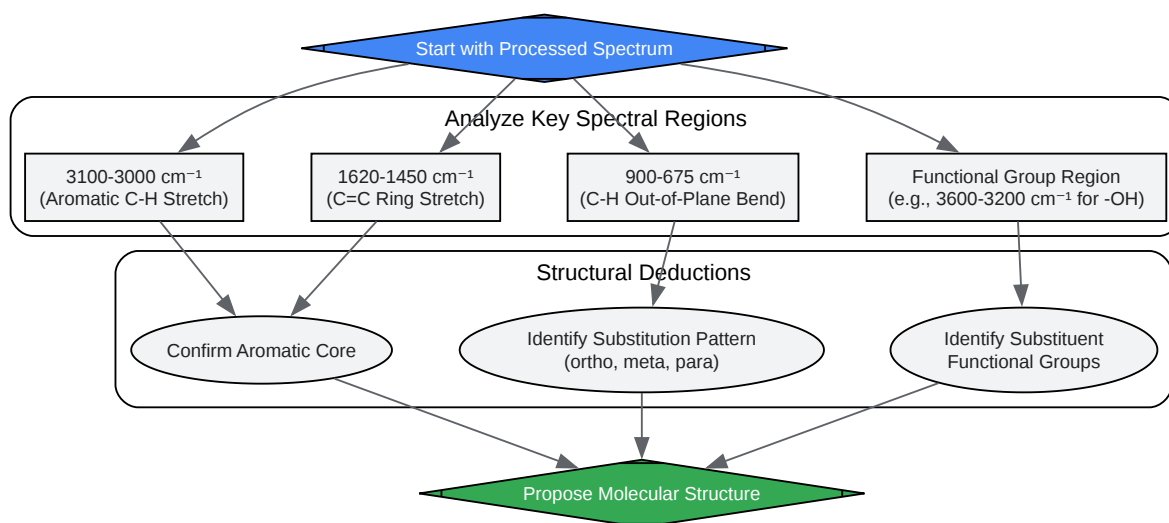 Start with Processed Spectrum
Analyze Key Spectral Regions
3100-3000 cm⁻¹
(Aromatic C-H Stretch)
1620-1450 cm⁻¹
(C=C Ring Stretch)
900-675 cm⁻¹
(C-H Out-of-Plane Bend)
Functional Group Region
(e.g., 3600-3200 cm⁻¹ for -OH)
Structural Deductions
Confirm Aromatic Core
Identify Substitution Pattern
(ortho, meta, para)
Identify Substituent
Functional Groups
Propose Molecular Structure